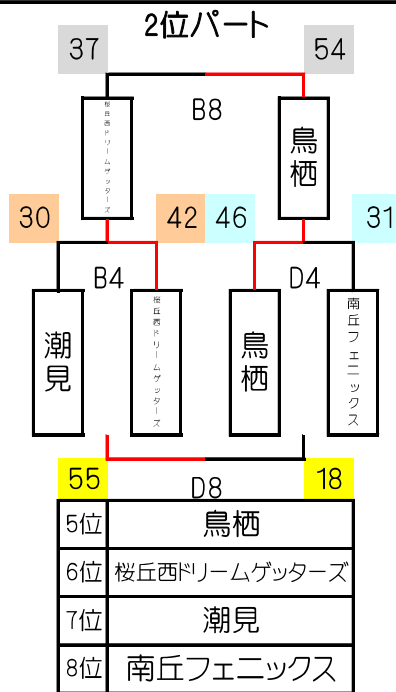 2位パート
37 54
B8
桜丘西ドリームゲッターズ
鳥栖
30 42 46 31
B4 D4
潮見
桜丘西ドリームゲッターズ
鳥栖
南丘フェニックス
55 18
D8
5位 鳥栖
6位 桜丘西ドリームゲッターズ
7位 潮見
8位 南丘フェニックス